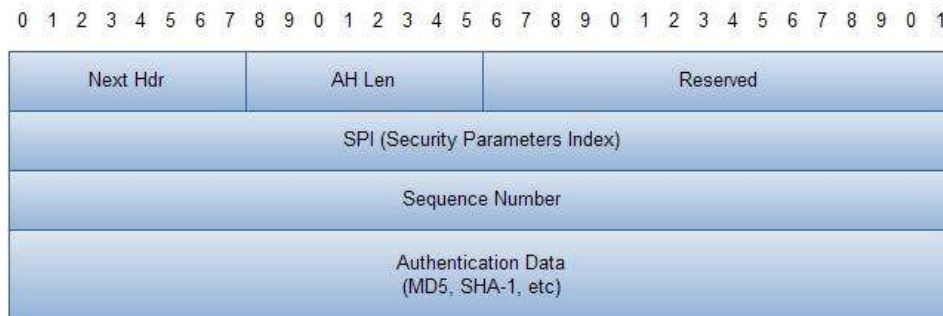 0 1 2 3 4 5 6 7 8 9 0 1 2 3 4 5 6 7 8 9 0 1 2 3 4 5 6 7 8 9 0 1
Next Hdr AH Len Reserved
SPI (Security Parameters Index)
Sequence Number
Authentication Data
(MD5, SHA-1, etc)